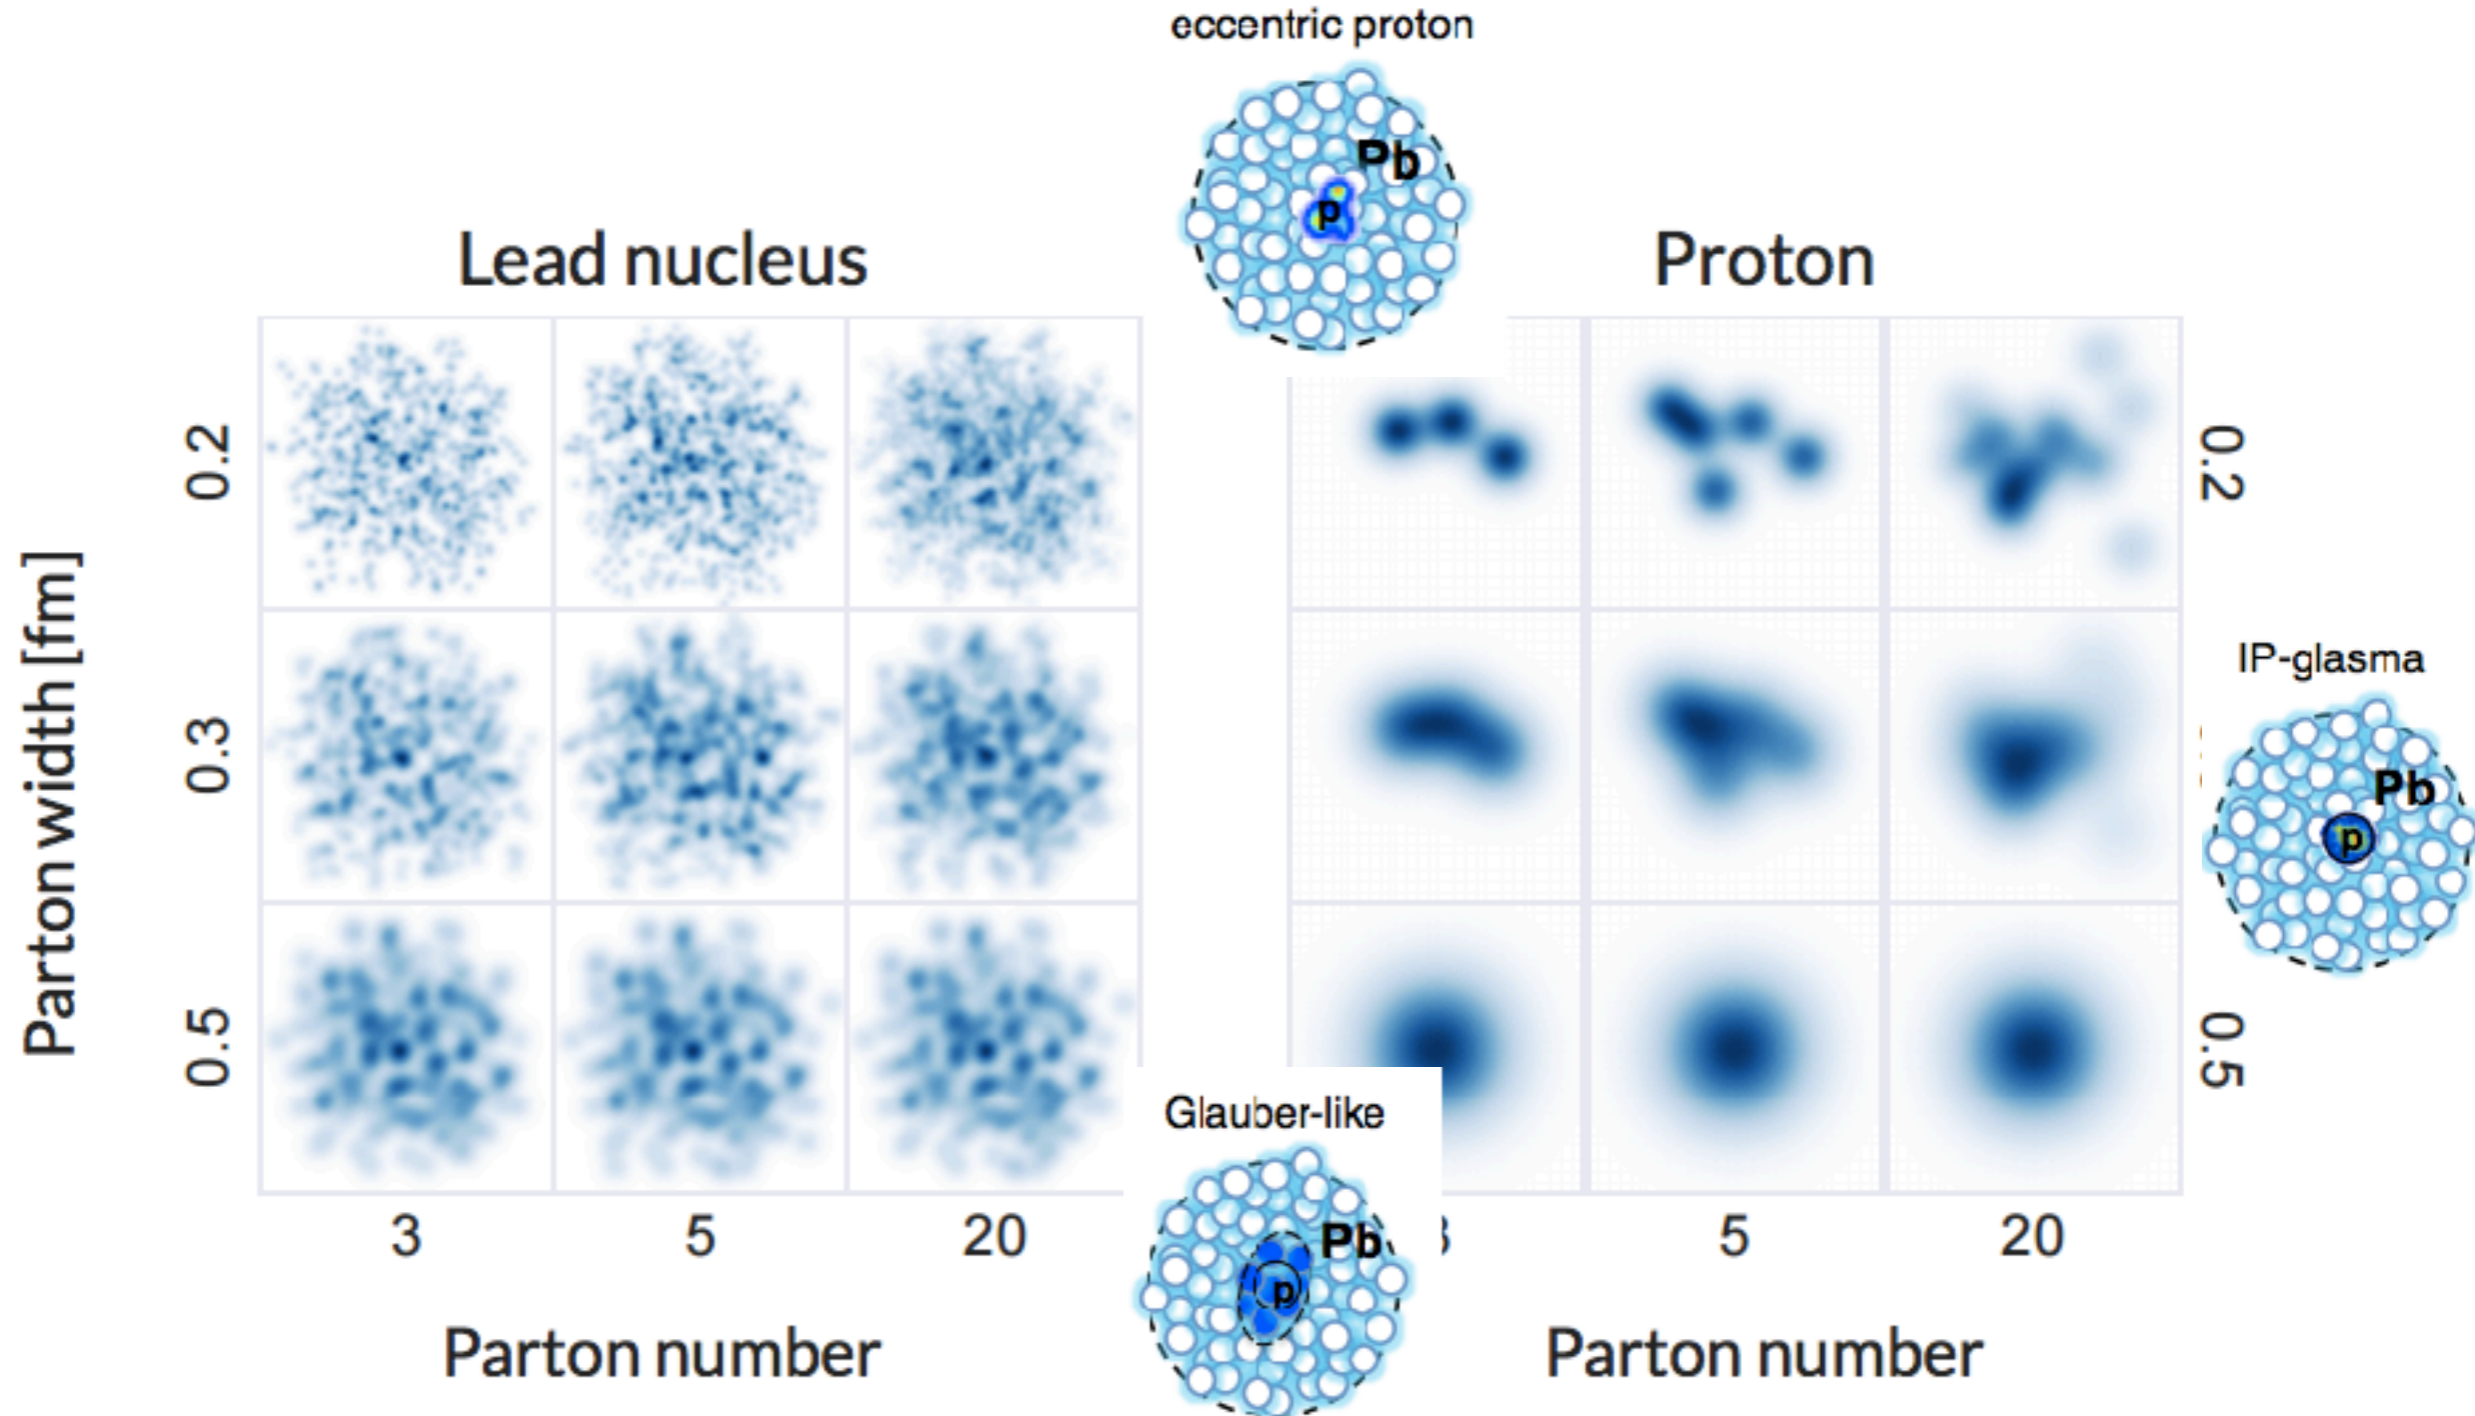 eccentric proton
Pb
p
Lead nucleus
Proton
Parton width [fm]
0.2
0.2
0.3
IP-glasma
Pb
p
0.5
0.5
Glauber-like
Pb
p
3
5
20
5
20
Parton number
Parton number